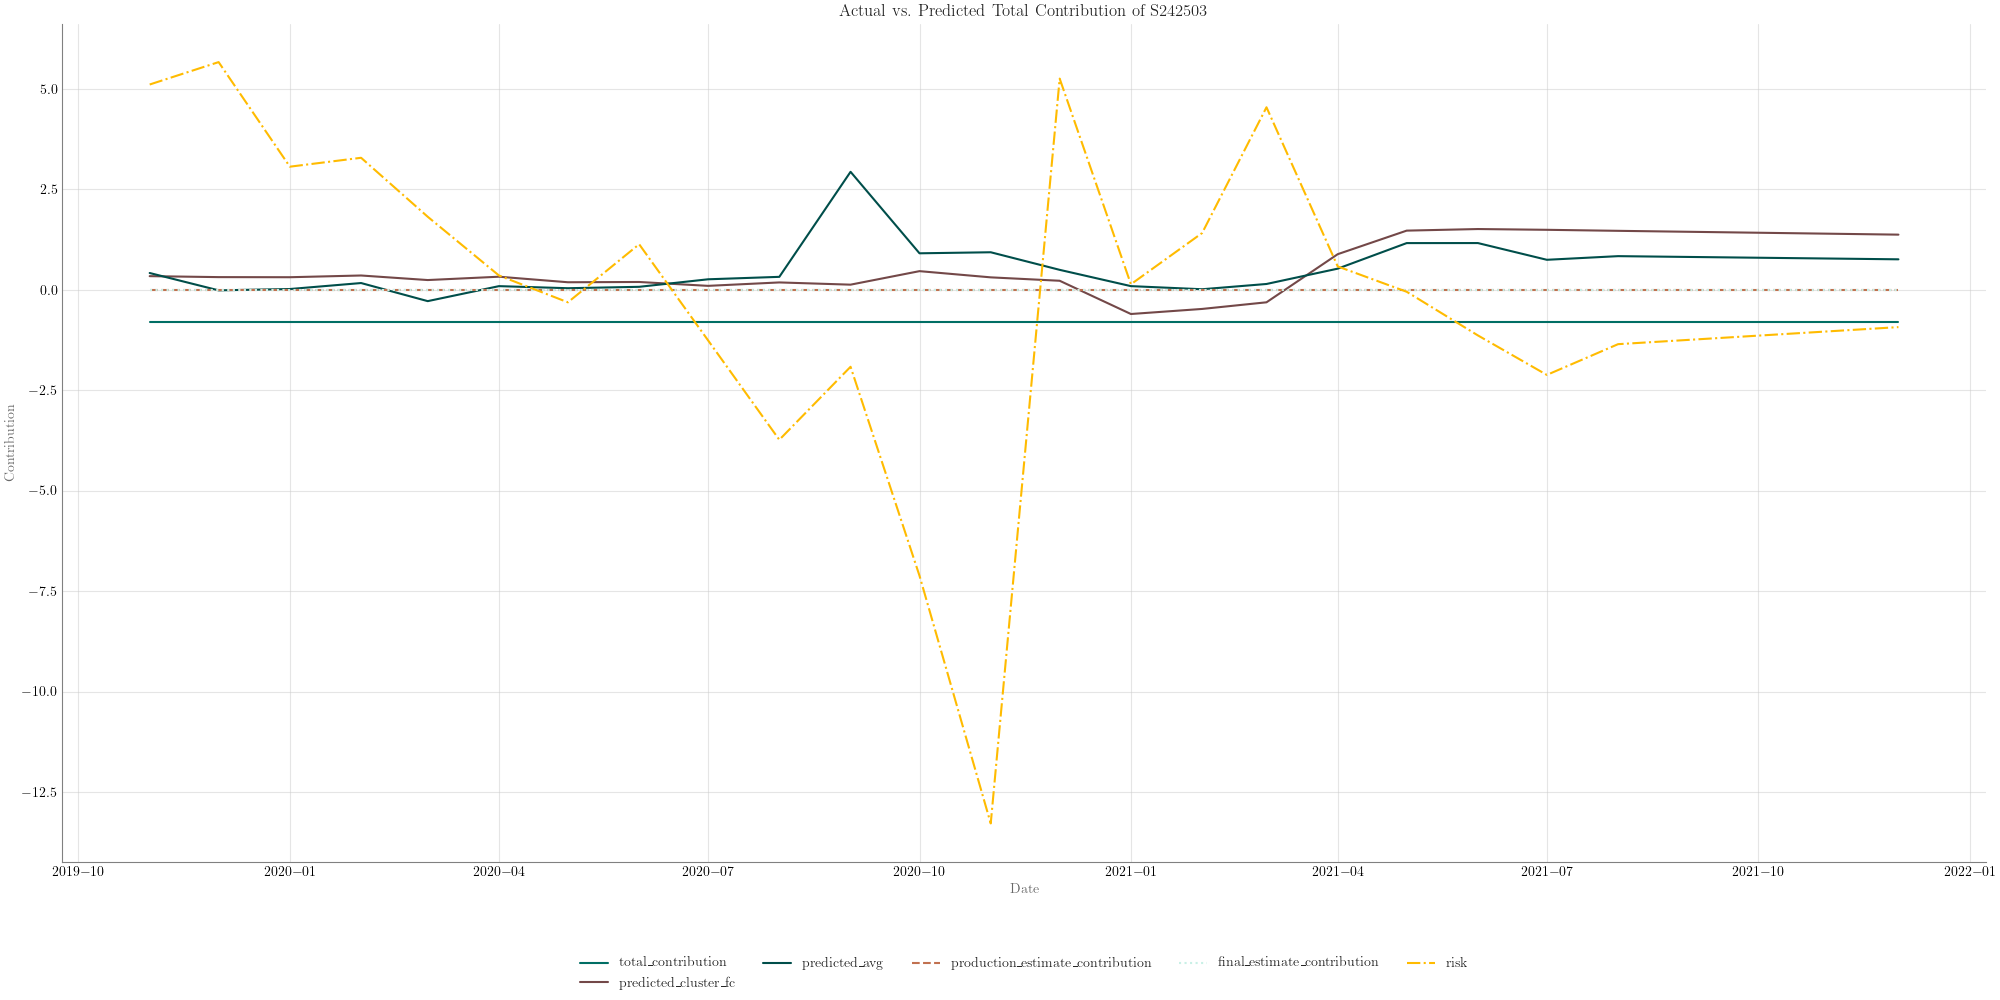 Actual vs. Predicted Total Contribution of S242503
5.0
2.5
0.0
−2.5
−5.0
−7.5
−10.0
−12.5
Contribution
2019−10 2020−01 2020−04 2020−07 2020−10 2021−01 2021−04 2021−07 2021−10 2022−01
Date
total_contribution predicted_avg production_estimate_contribution final_estimate_contribution risk
predicted_cluster_fc